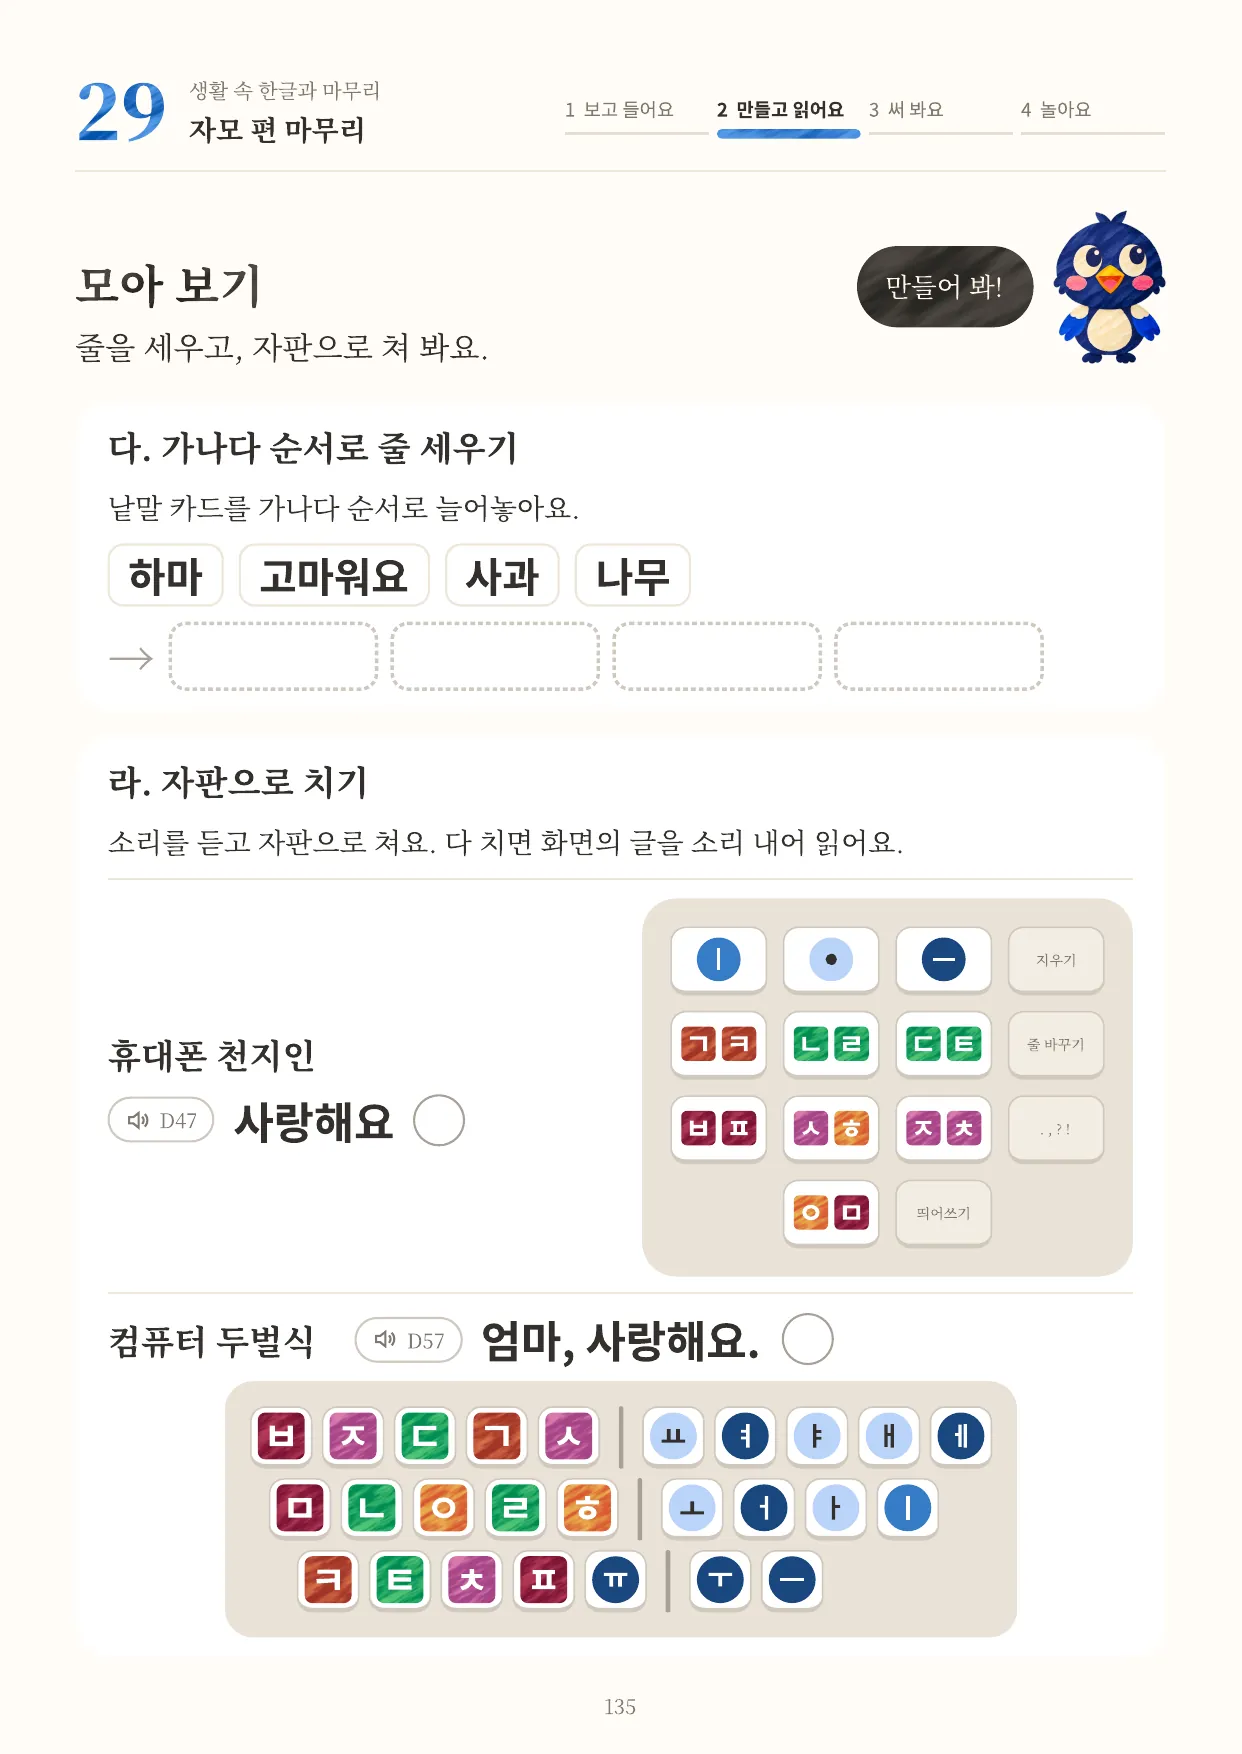 29
생활 속 한글과 마무리
자모 편 마무리
1 보고 들어요
2 만들고 읽어요
3 써 봐요
4 놀아요
모아 보기
만들어 봐!
줄을 세우고, 자판으로 쳐 봐요.
다. 가나다 순서로 줄 세우기
낱말 카드를 가나다 순서로 늘어놓아요.
하마 고마워요 사과 나무
→
라. 자판으로 치기
소리를 듣고 자판으로 쳐요. 다 치면 화면의 글을 소리 내어 읽어요.
휴대폰 천지인
D47 사랑해요
ㅣ • ㅡ 지우기
ㄱㅋ ㄴㄹ ㄷㅌ 줄 바꾸기
ㅂㅍ ㅅㅎ ㅈㅊ . , ? !
ㅇㅁ 띄어쓰기
컴퓨터 두벌식 D57 엄마, 사랑해요.
ㅂ ㅈ ㄷ ㄱ ㅅ ㅛ ㅕ ㅑ ㅐ ㅔ
ㅁ ㄴ ㅇ ㄹ ㅎ ㅗ ㅓ ㅏ ㅣ
ㅋ ㅌ ㅊ ㅍ ㅠ ㅜ ㅡ
135